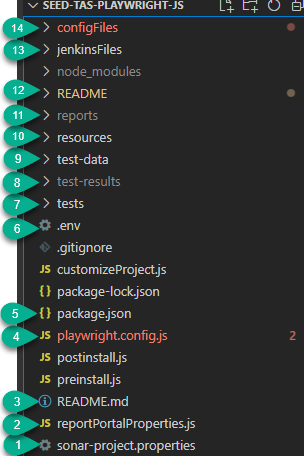 SEED-TAS-PLAYWRIGHT-JS
14 configFiles
13 jenkinsFiles
node_modules
12 README
11 reports
10 resources
9 test-data
8 test-results
7 tests
6 .env
.gitignore
JS customizeProject.js
{} package-lock.json
5 {} package.json
4 JS playwright.config.js 2
JS postinstall.js
JS preinstall.js
3 README.md
2 JS reportPortalProperties.js
1 sonar-project.properties